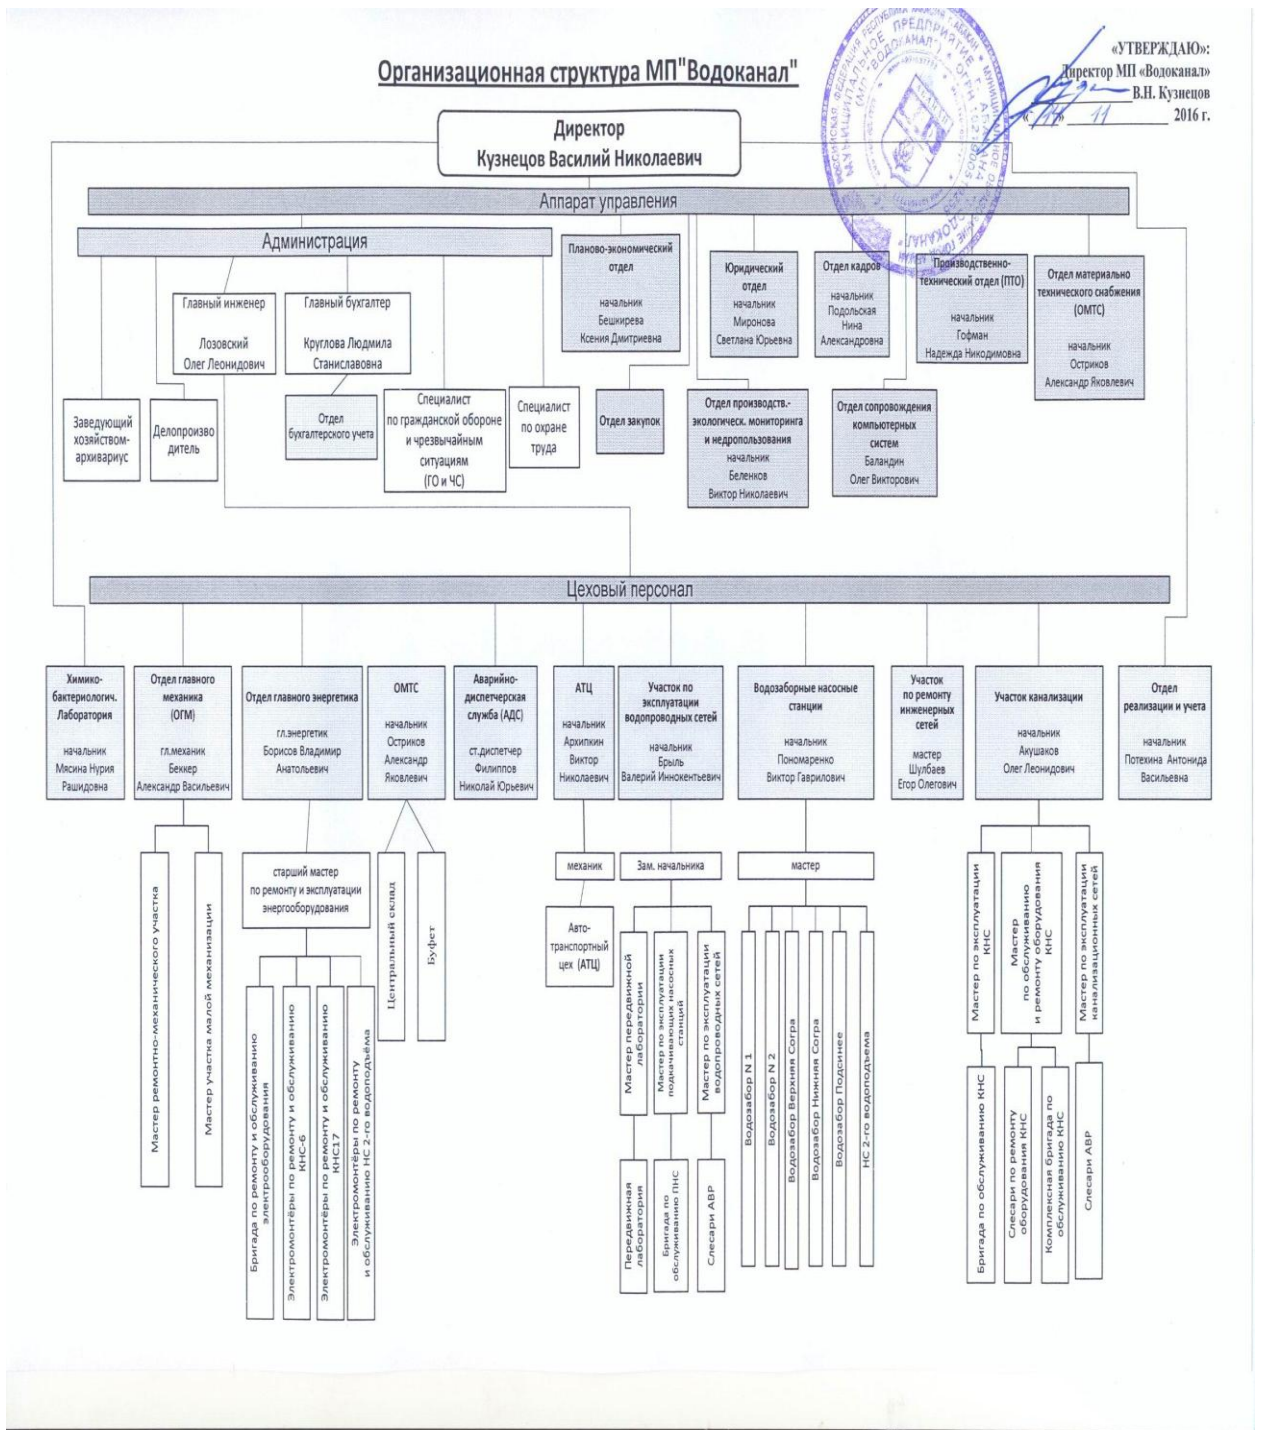 «УТВЕРЖДАЮ»:
Директор МП «Водоканал»
В.Н. Кузнецов
«14» 11 2016 г.
Организационная структура МП"Водоканал"
Директор
Кузнецов Василий Николаевич
Аппарат управления
Администрация
Главный инженер
Лозовский
Олег Леонидович
Главный бухгалтер
Круглова Людмила
Станиславовна
Планово-экономический
отдел
начальник
Бешкирева
Ксения Дмитриевна
Юридический
отдел
начальник
Миронова
Светлана Юрьевна
Отдел кадров
начальник
Подольская
Нина
Александровна
Производственно-
технический отдел (ПТО)
начальник
Гофман
Надежда Никодимовна
Отдел материально
технического снабжения
(ОМТС)
начальник
Остриков
Александр Яковлевич
Заведующий
хозяйством-
архивариус
Делопроизво
дитель
Отдел
бухгалтерского учета
Специалист
по гражданской обороне
и чрезвычайным
ситуациям
(ГО и ЧС)
Специалист
по охране
труда
Отдел закупок
Отдел производств.-
экологическ. мониторинга
и недропользования
начальник
Беленков
Виктор Николаевич
Отдел сопровождения
компьютерных
систем
Баландин
Олег Викторович
Цеховый персонал
Химико-
бактериологич.
Лаборатория
начальник
Мясина Нурия
Рашидовна
Отдел главного
механика
(ОГМ)
гл.механик
Беккер
Александр Васильевич
Отдел главного энергетика
гл.энергетик
Борисов Владимир
Анатольевич
ОМТС
начальник
Остриков
Александр
Яковлевич
Аварийно-
диспетчерская
служба (АДС)
ст.диспетчер
Филиппов
Николай Юрьевич
АТЦ
начальник
Архипкин
Виктор
Николаевич
Участок по
эксплуатации
водопроводных сетей
начальник
Брыль
Валерий Иннокентьевич
Водозаборные насосные
станции
начальник
Пономаренко
Виктор Гаврилович
Участок
по ремонту
инженерных
сетей
мастер
Шулбаев
Егор Олегович
Участок канализации
начальник
Акушаков
Олег Леонидович
Отдел
реализации и учета
начальник
Потехина Антонида
Васильевна
Мастер ремонтно-механического участка
Мастер участка малой механизации
старший мастер
по ремонту и эксплуатации
энергооборудования
Бригада по ремонту и обслуживанию
электрооборудования
Электромонтёры по ремонту и обслуживанию
КНС-6
Электромонтёры по ремонту и обслуживанию
КНС17
Электромонтёры по ремонту
и обслуживанию НС 2-го водоподъёма
Центральный склад
Буфет
механик
Авто-
транспортный
цех (АТЦ)
Зам. начальника
Мастер передвижной
лаборатории
Мастер по эксплуатации
подкачивающих насосных
станций
Мастер по эксплуатации
водопроводных сетей
Передвижная
лаборатория
Бригада по
обслуживанию ПНС
Слесари АВР
мастер
Водозабор N 1
Водозабор N 2
Водозабор Верхняя Согра
Водозабор Нижняя Согра
Водозабор Подсинее
НС 2-го водоподъема
Мастер по эксплуатации
КНС
Мастер
по обслуживанию
и ремонту оборудования
КНС
Мастер по эксплуатации
канализационных сетей
Бригада по обслуживанию КНС
Слесари по ремонту
оборудования КНС
Комплексная бригада по
обслуживанию КНС
Слесари АВР